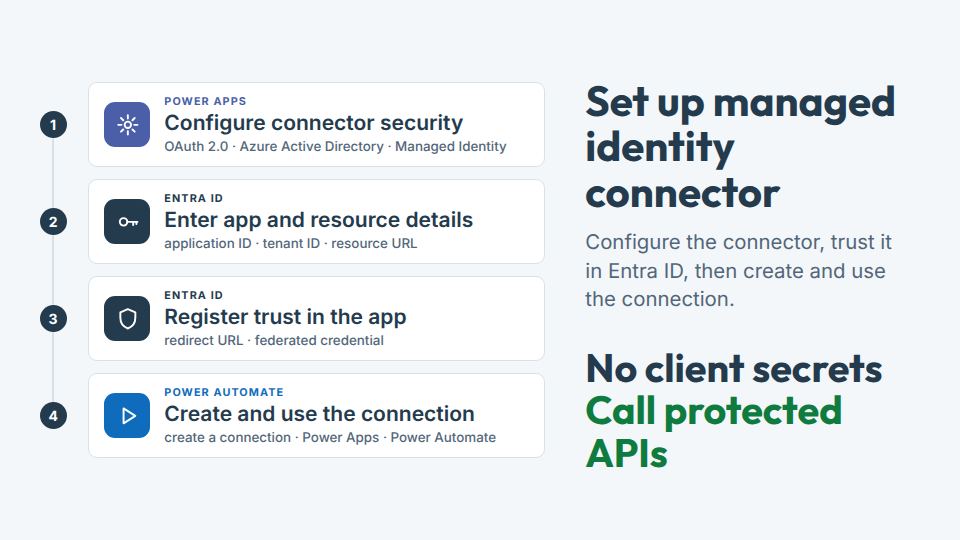 1
POWER APPS
Configure connector security
OAuth 2.0 · Azure Active Directory · Managed Identity
2
ENTRA ID
Enter app and resource details
application ID · tenant ID · resource URL
3
ENTRA ID
Register trust in the app
redirect URL · federated credential
4
POWER AUTOMATE
Create and use the connection
create a connection · Power Apps · Power Automate
Set up managed
identity
connector
Configure the connector, trust it
in Entra ID, then create and use
the connection.
No client secrets
Call protected
APIs